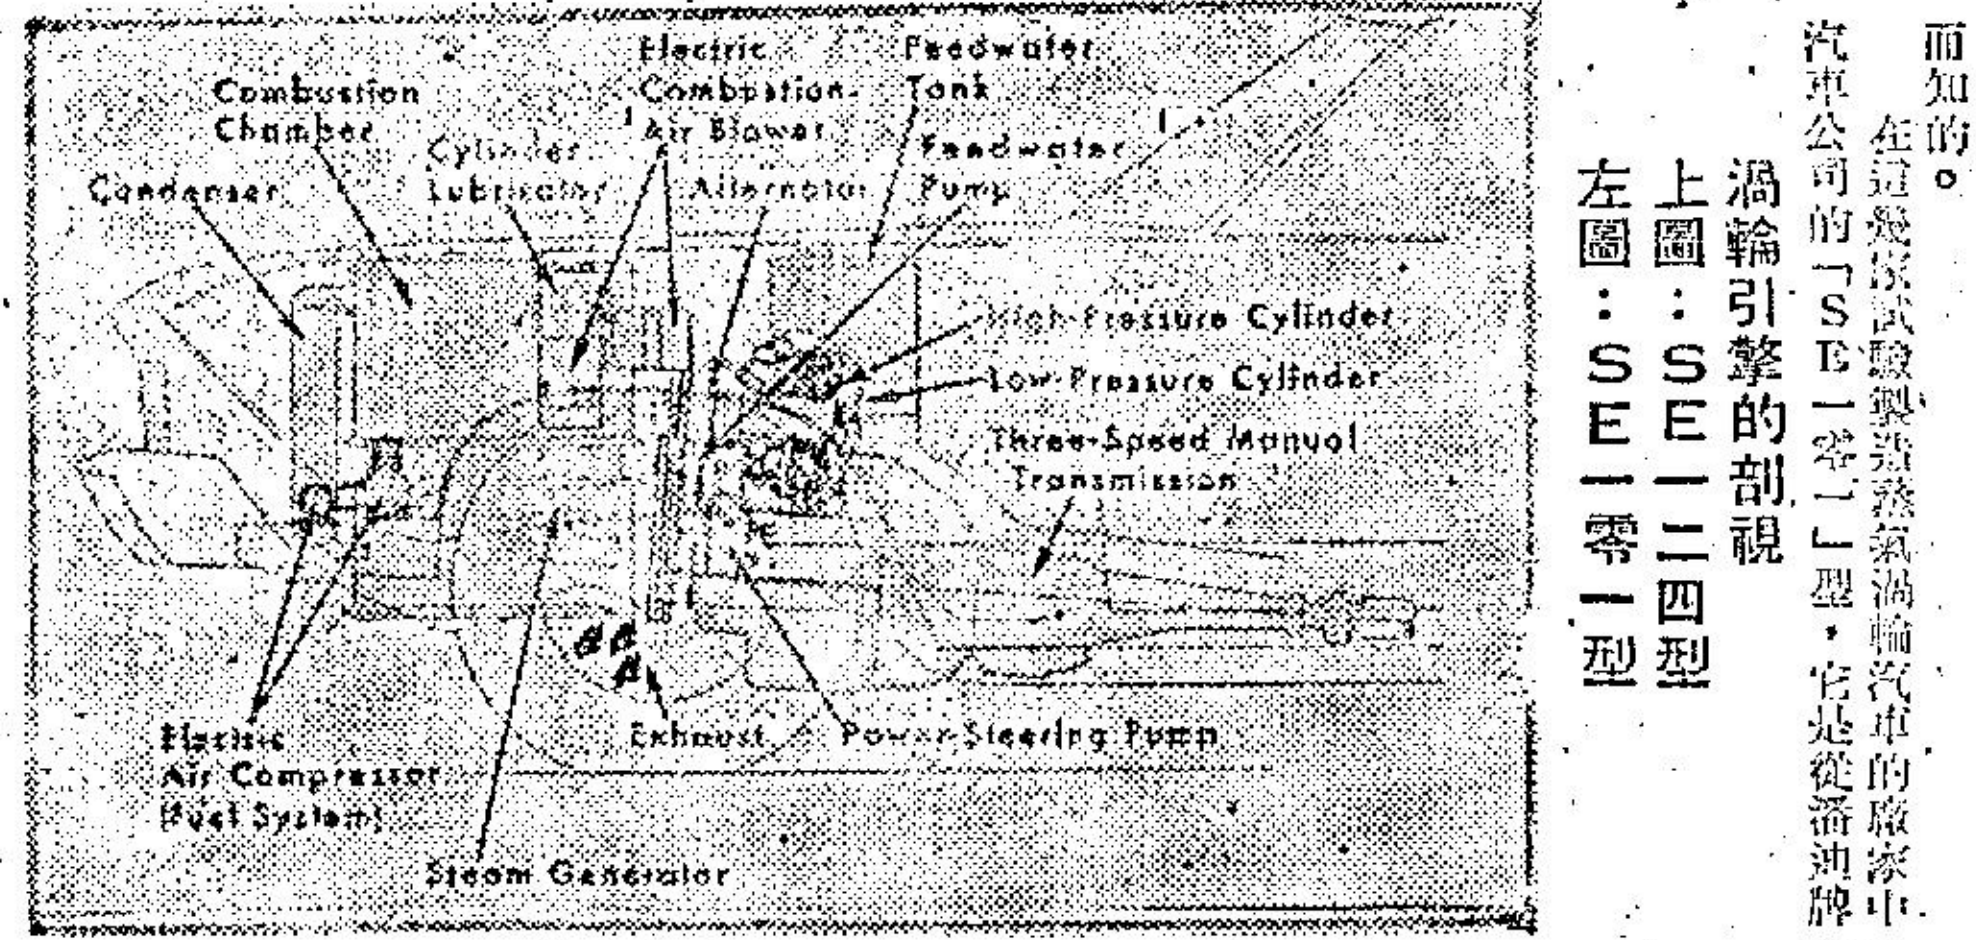 而知的。
在這幾家試驗製造蒸氣渦輪汽車的廠家中
汽車公司的「SE一零一」型，它是從潘迪牌
渦輪引擎的剖視
上圖：SE一二四型
左圖：SE一零一型
Electric
Combustion-
Air Blower
Feedwater
Tank
Combustion
Chamber
Cylinder
Lubricator
Feedwater
Pump
Condenser
Alternator
High-Pressure Cylinder
Low-Pressure Cylinder
Three-Speed Manual
Transmission
Electric
Air Compressor
(Fuel System)
Exhaust
Power-Steering Pump
Steam Generator